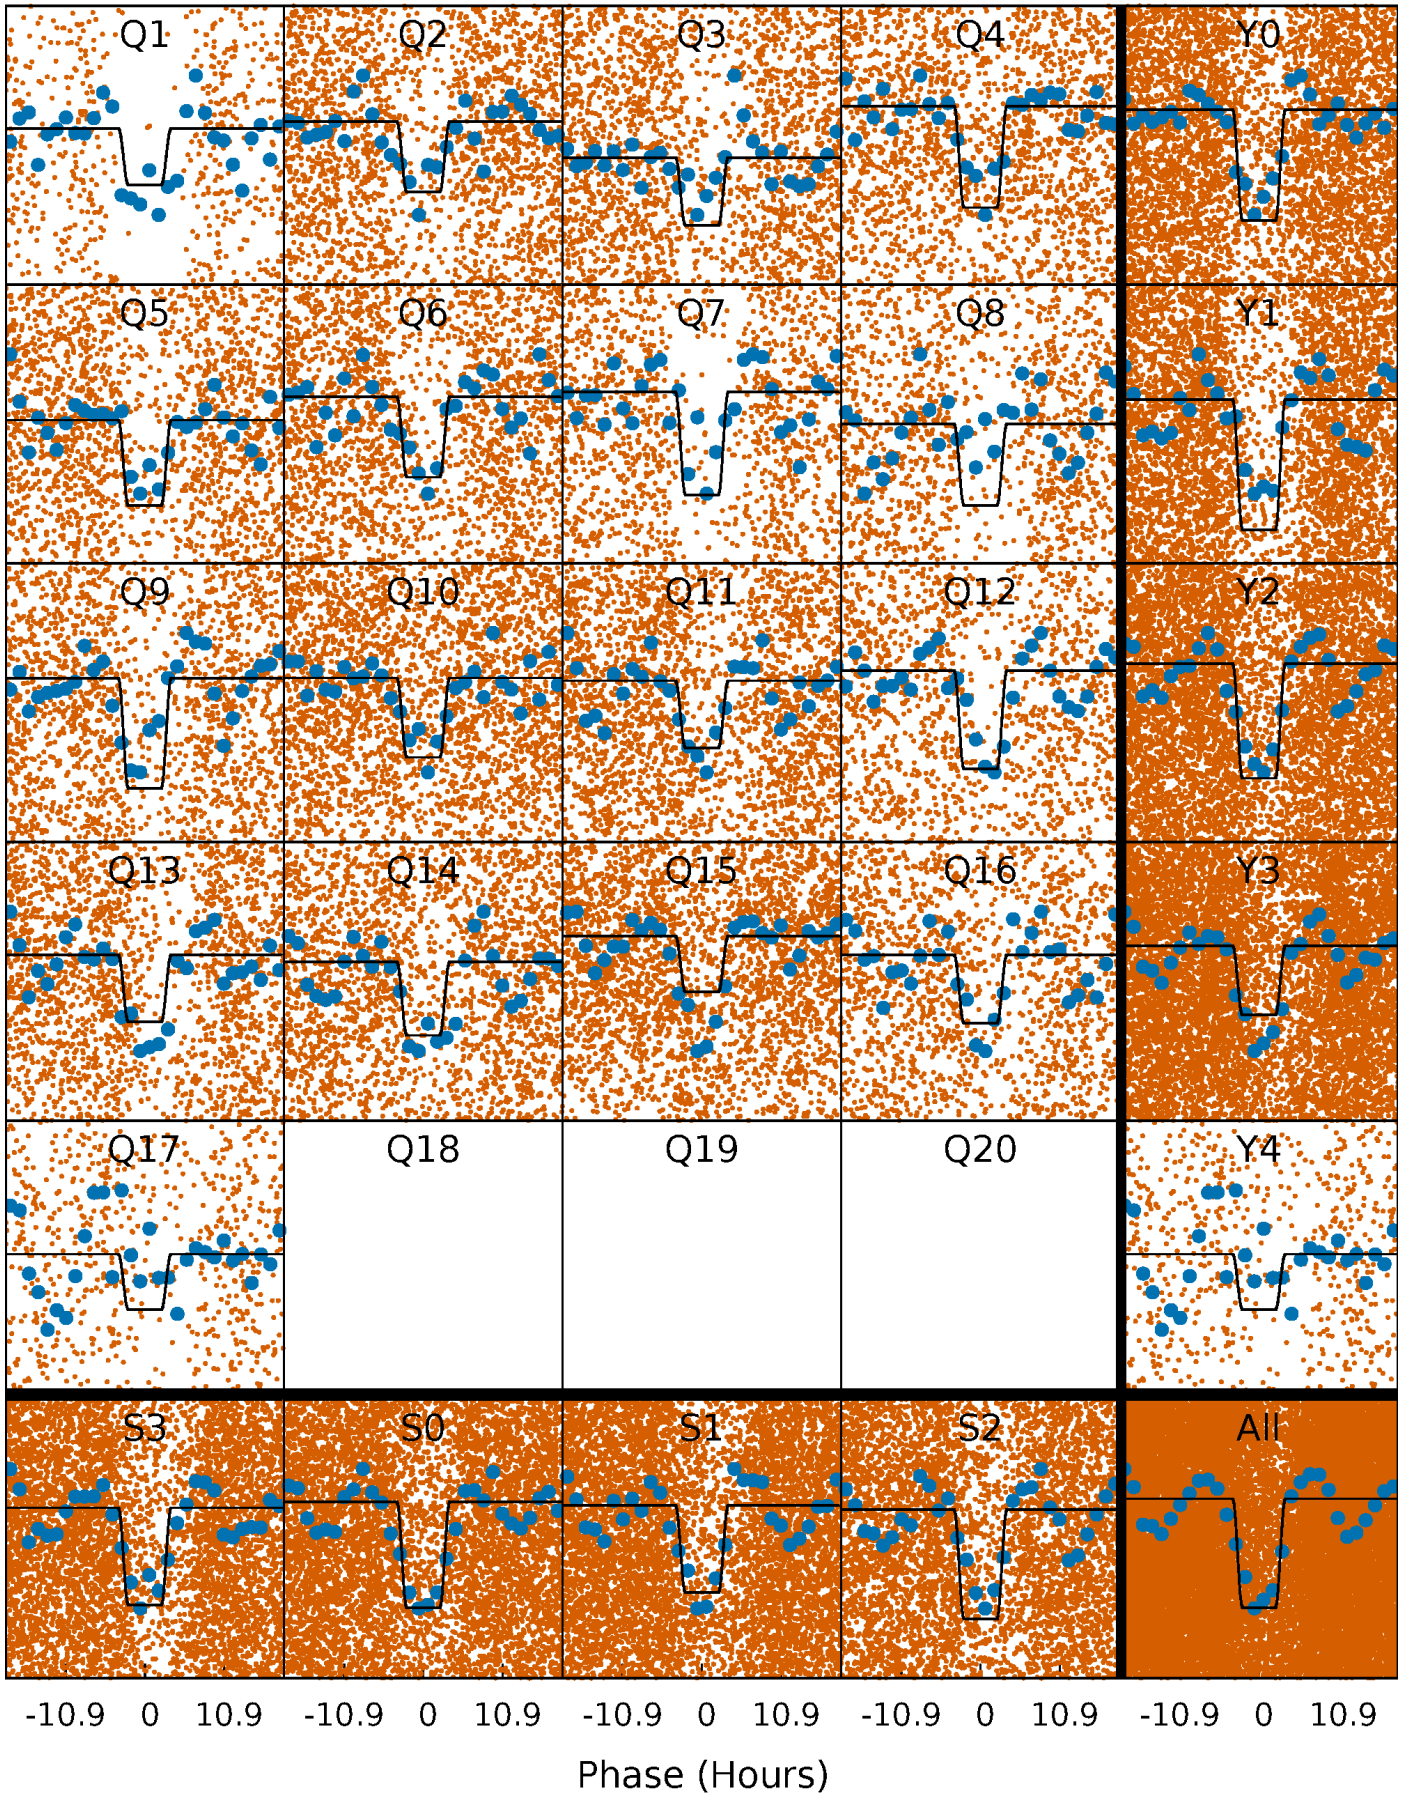 Q1 Q2 Q3 Q4 Y0
Q5 Q6 Q7 Q8 Y1
Q9 Q10 Q11 Q12 Y2
Q13 Q14 Q15 Q16 Y3
Q17 Q18 Q19 Q20 Y4
S3 S0 S1 S2 All
-10.9 0 10.9 -10.9 0 10.9 -10.9 0 10.9 -10.9 0 10.9 -10.9 0 10.9
Phase (Hours)